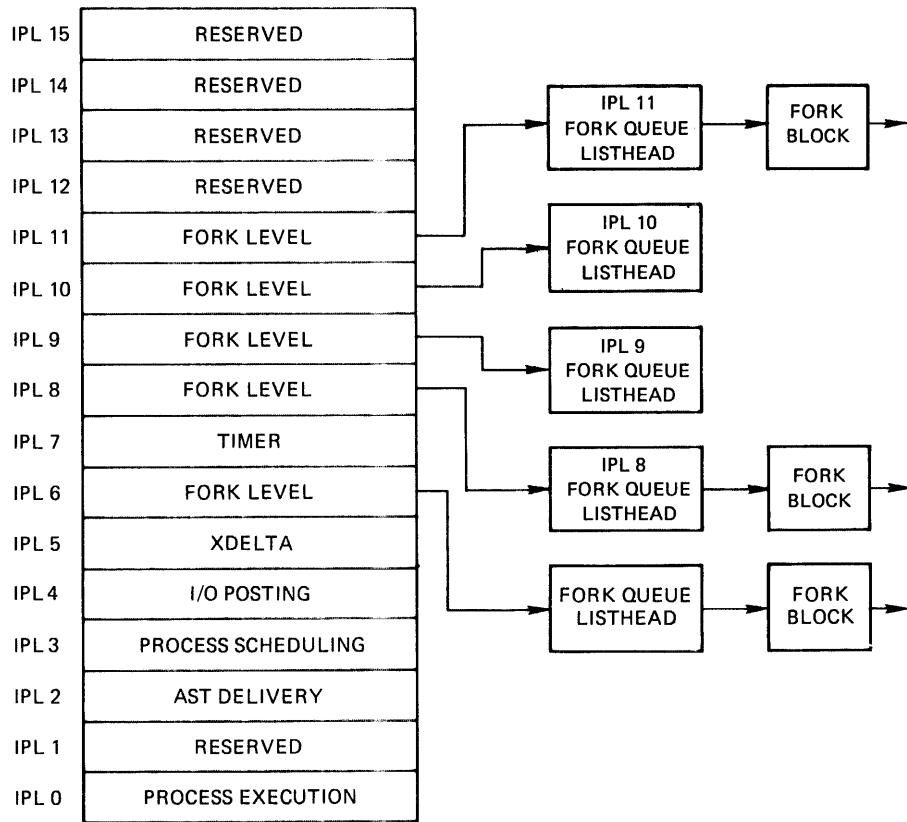 IPL 15 RESERVED
IPL 14 RESERVED
IPL 13 RESERVED
IPL 12 RESERVED
IPL 11 FORK LEVEL
IPL 10 FORK LEVEL
IPL 9 FORK LEVEL
IPL 8 FORK LEVEL
IPL 7 TIMER
IPL 6 FORK LEVEL
IPL 5 XDELTA
IPL 4 I/O POSTING
IPL 3 PROCESS SCHEDULING
IPL 2 AST DELIVERY
IPL 1 RESERVED
IPL 0 PROCESS EXECUTION
IPL 11
FORK QUEUE
LISTHEAD
FORK
BLOCK
IPL 10
FORK QUEUE
LISTHEAD
IPL 9
FORK QUEUE
LISTHEAD
IPL 8
FORK QUEUE
LISTHEAD
FORK
BLOCK
FORK QUEUE
LISTHEAD
FORK
BLOCK